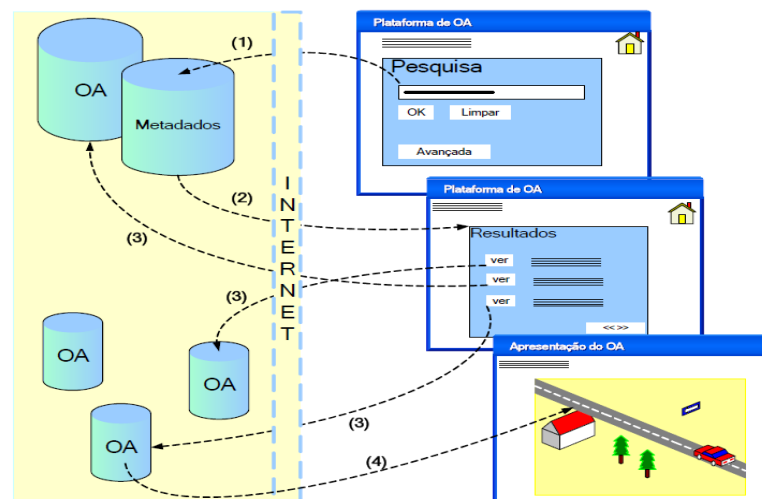 OA
Metadados
(1)
(2)
(3)
(3)
OA
OA
OA
(3)
(4)
INTERNET
Plataforma de OA
Pesquisa
OK Limpar
Avançada
Plataforma de OA
Resultados
ver
ver
ver
<< >>
Apresentação do OA